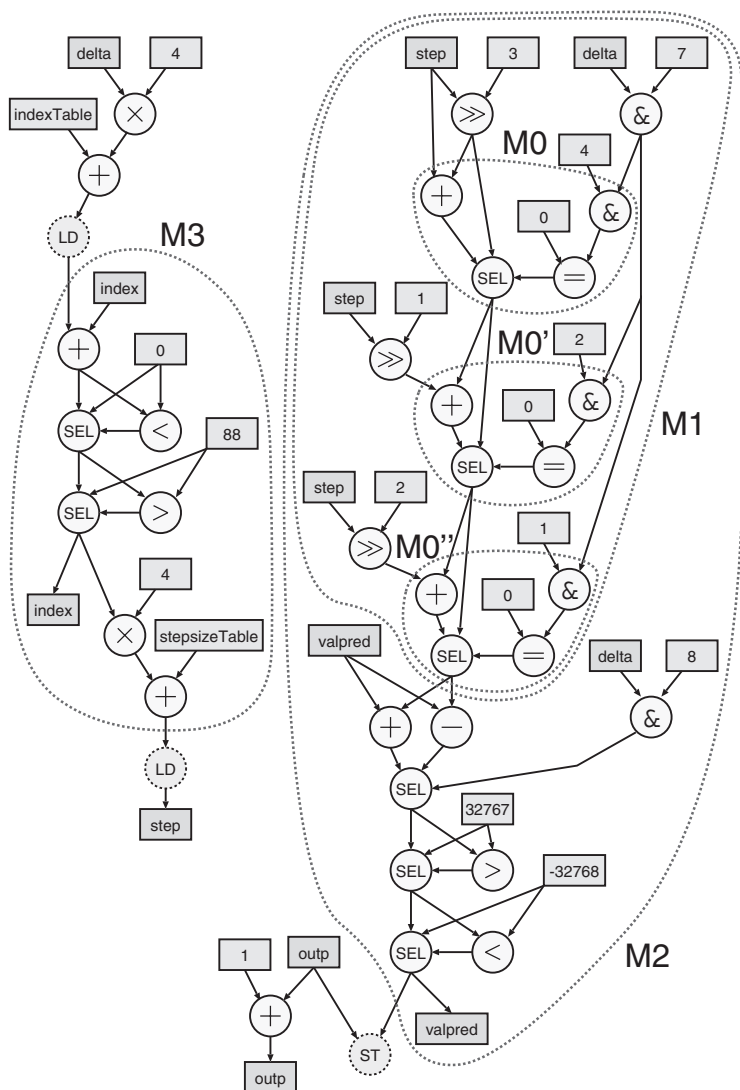 delta 4
indexTable ×
+
LD
M3
index
+ 0
SEL <
88
SEL >
4
index
× stepsizeTable
+
LD
step
step 3 delta 7
≫ &
M0
4
+ 0 &
SEL =
step 1
≫ M0' 2
+ 0 &
SEL = M1
step 2
≫ M0'' 1
+ 0 &
SEL =
valpred delta 8
+ − &
SEL
32767
SEL >
-32768
SEL <
M2
1 outp
+ valpred
ST
outp